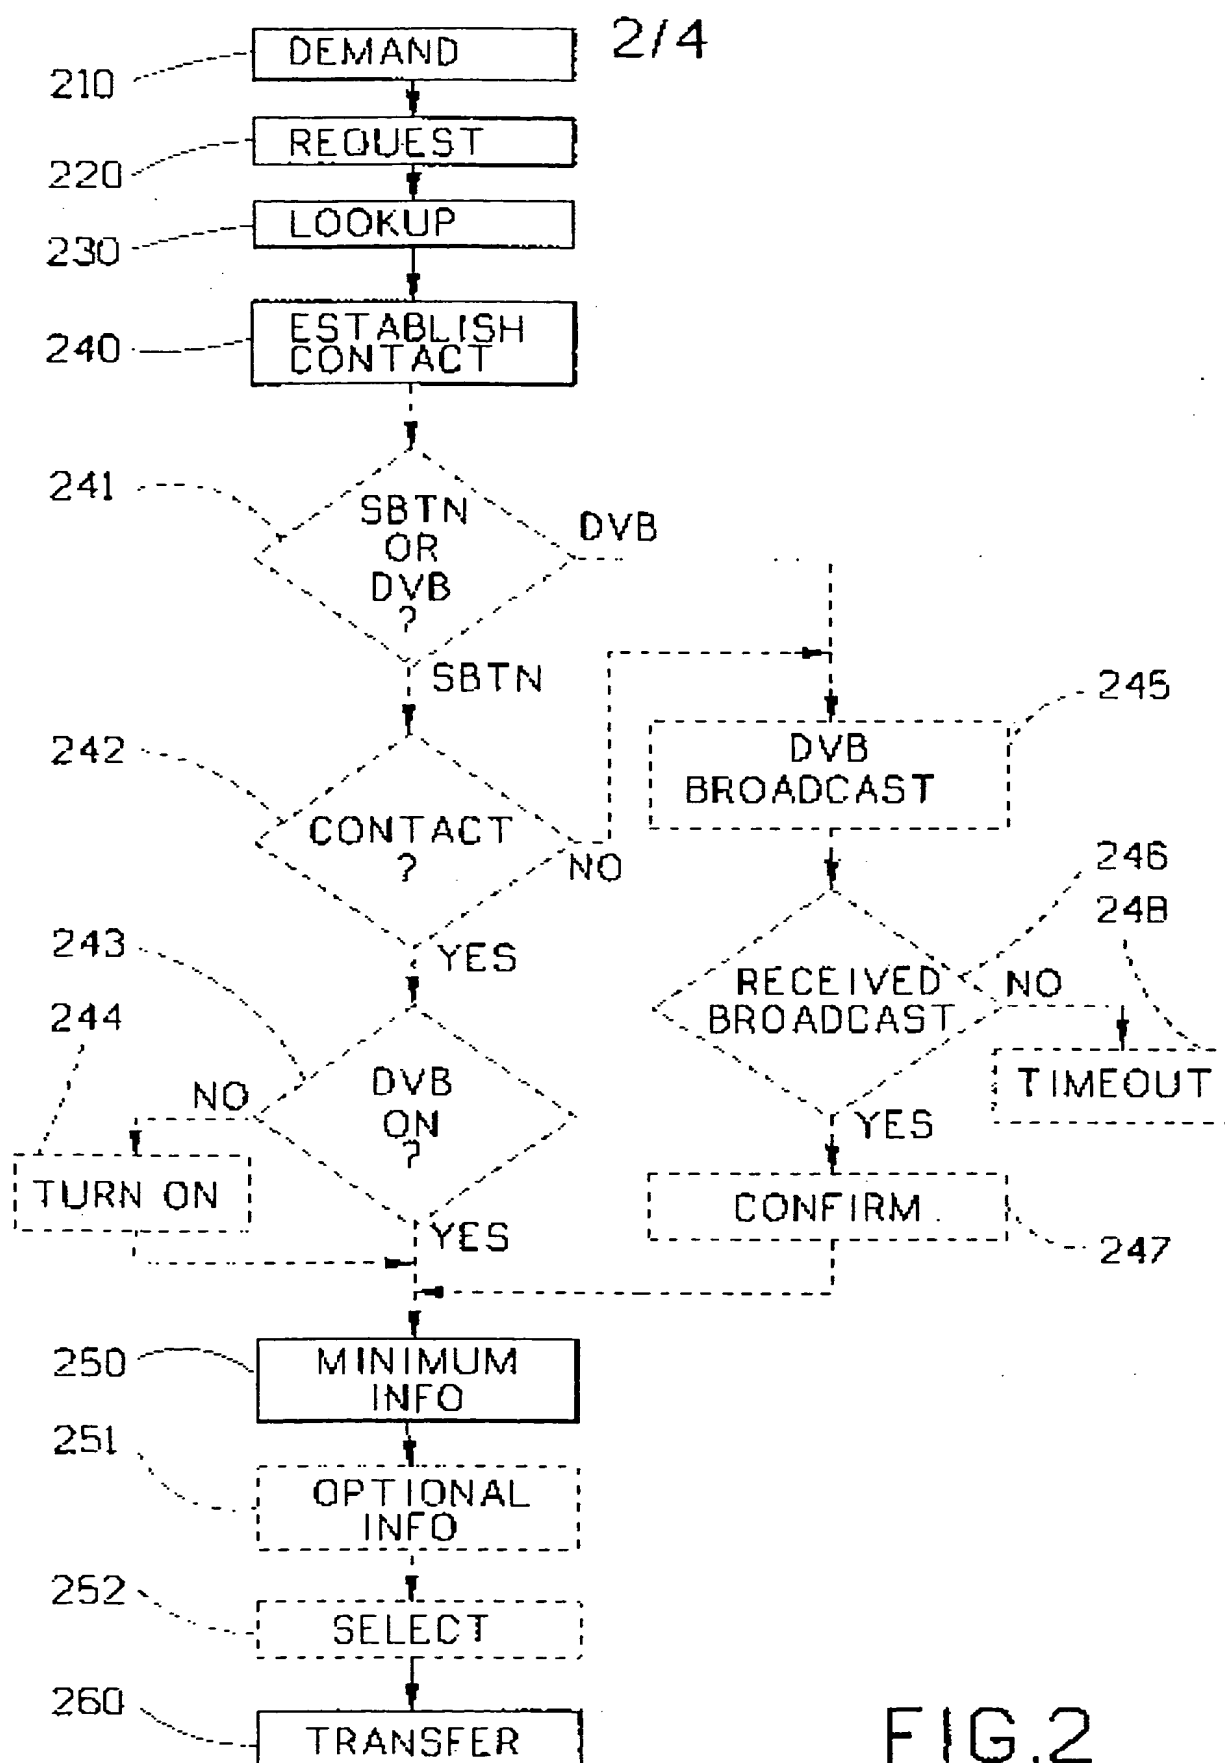 2/4
DEMAND
210
REQUEST
220
LOOKUP
230
ESTABLISH
CONTACT
240
241
SBTN
OR
DVB
?
DVB
SBTN
245
DVB
BROADCAST
242
CONTACT
?
NO
YES
246
248
243
244
RECEIVED
BROADCAST
NO
TIMEOUT
DVB
ON
?
NO
YES
TURN ON
YES
CONFIRM
247
250
MINIMUM
INFO
251
OPTIONAL
INFO
252
SELECT
260
TRANSFER
FIG.2